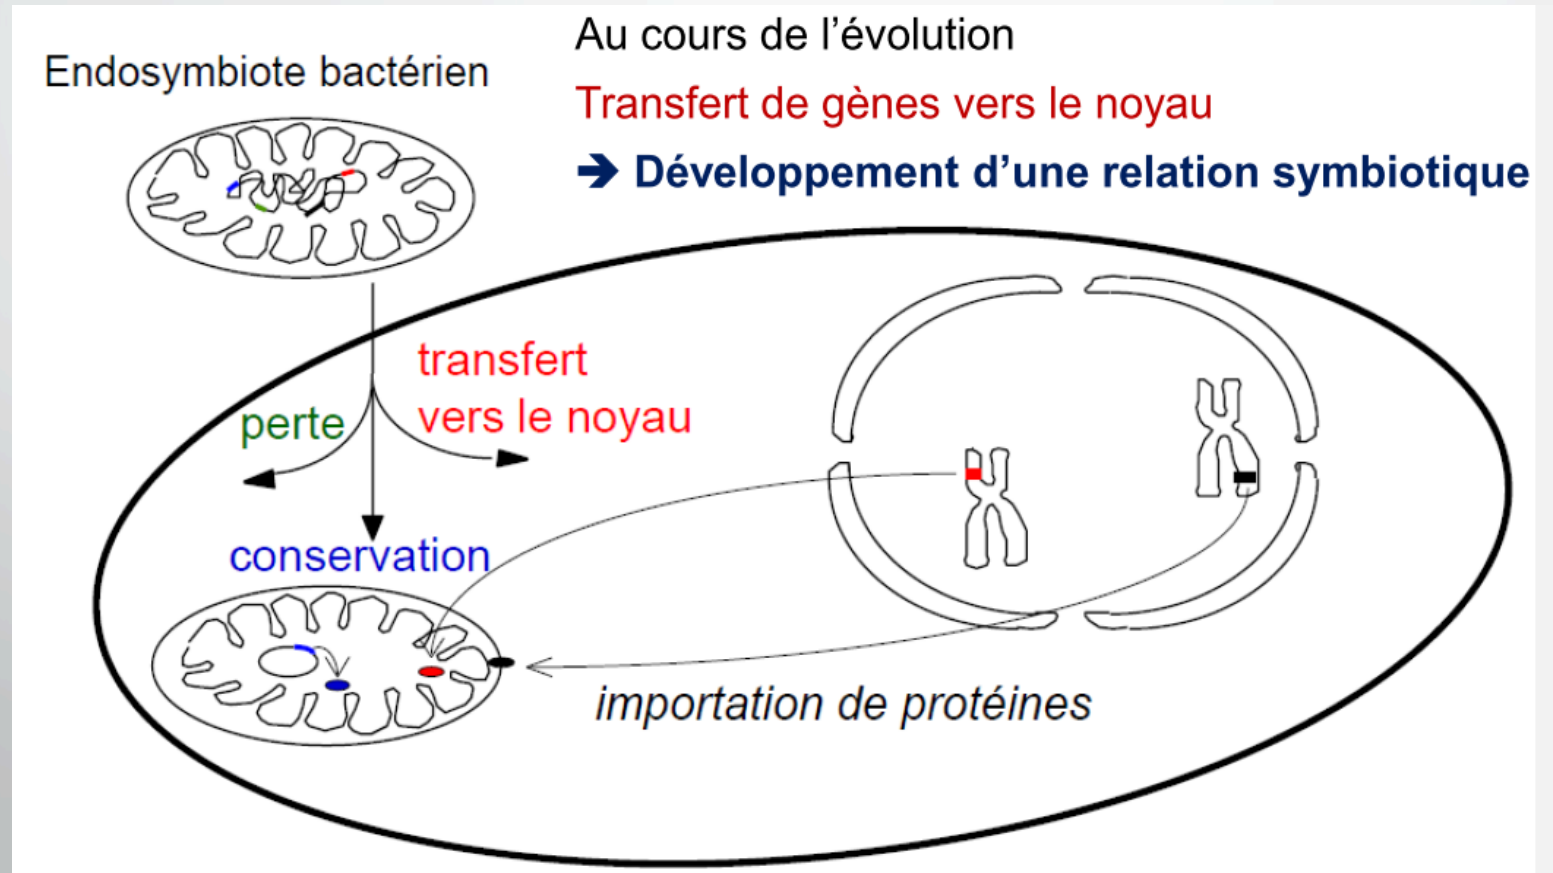 Au cours de l’évolution
Endosymbiote bactérien
Transfert de gènes vers le noyau
➔ Développement d’une relation symbiotique
transfert
vers le noyau
perte
conservation
importation de protéines